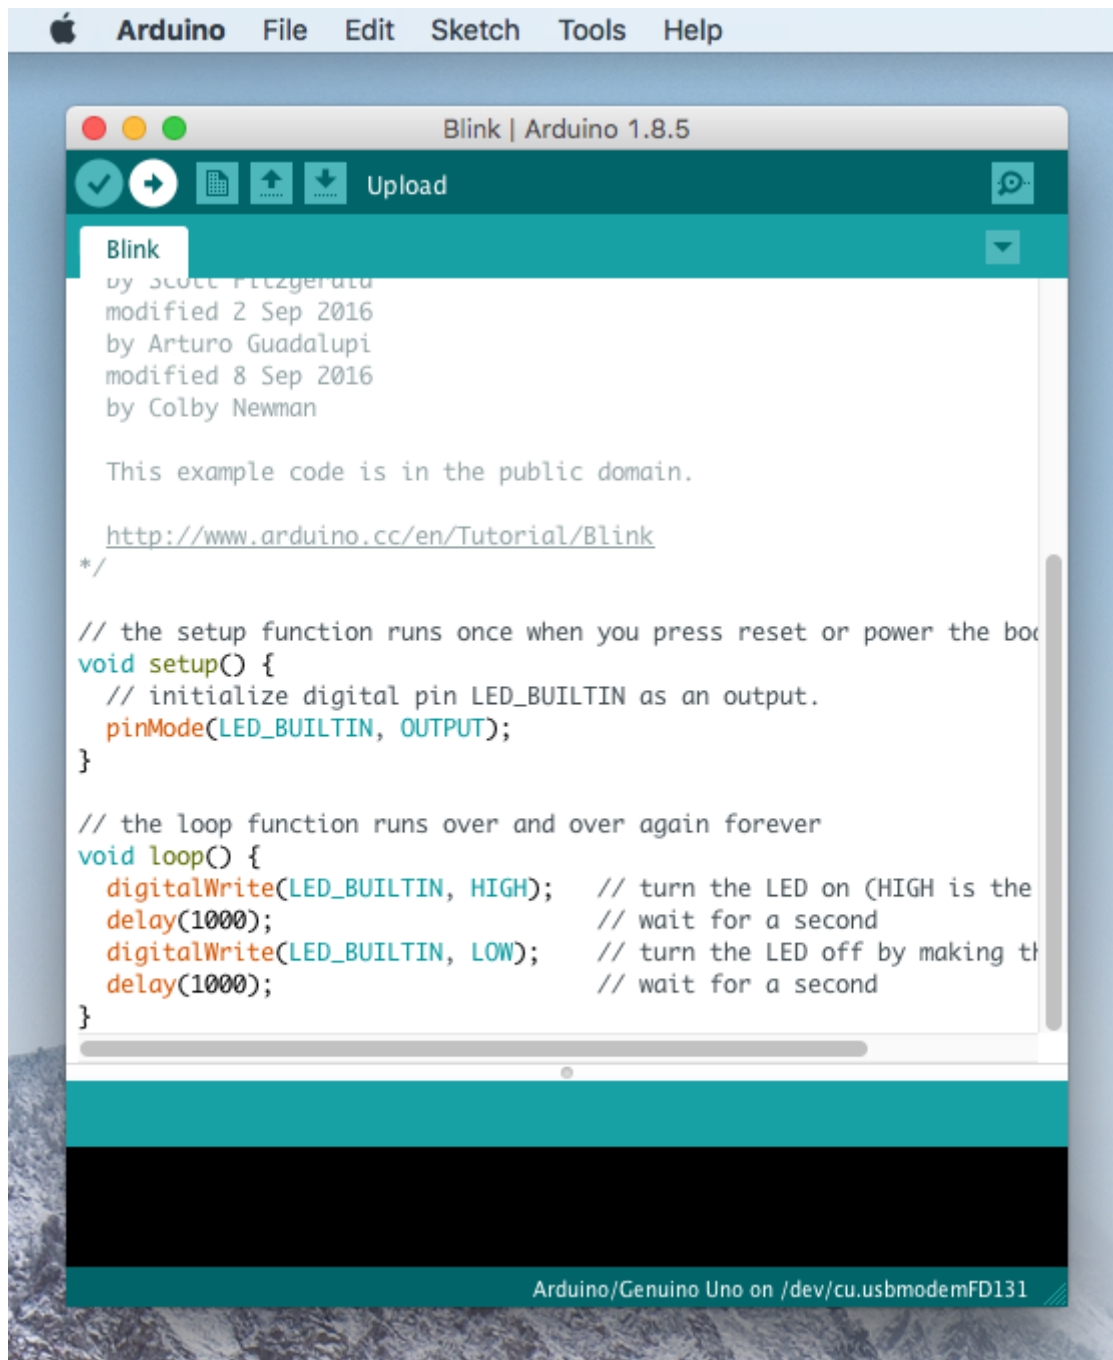 Arduino File Edit Sketch Tools Help
Blink | Arduino 1.8.5
Upload
Blink
by Scott Fitzgerald
modified 2 Sep 2016
by Arturo Guadalupi
modified 8 Sep 2016
by Colby Newman
This example code is in the public domain.
http://www.arduino.cc/en/Tutorial/Blink
*/
// the setup function runs once when you press reset or power the
void setup() {
// initialize digital pin LED_BUILTIN as an output.
pinMode(LED_BUILTIN, OUTPUT);
}
// the loop function runs over and over again forever
void loop() {
digitalWrite(LED_BUILTIN, HIGH); // turn the LED on (HIGH is the
delay(1000); // wait for a second
digitalWrite(LED_BUILTIN, LOW); // turn the LED off by making
delay(1000); // wait for a second
}
Arduino/Genuino Uno on /dev/cu.usbmodemFD131